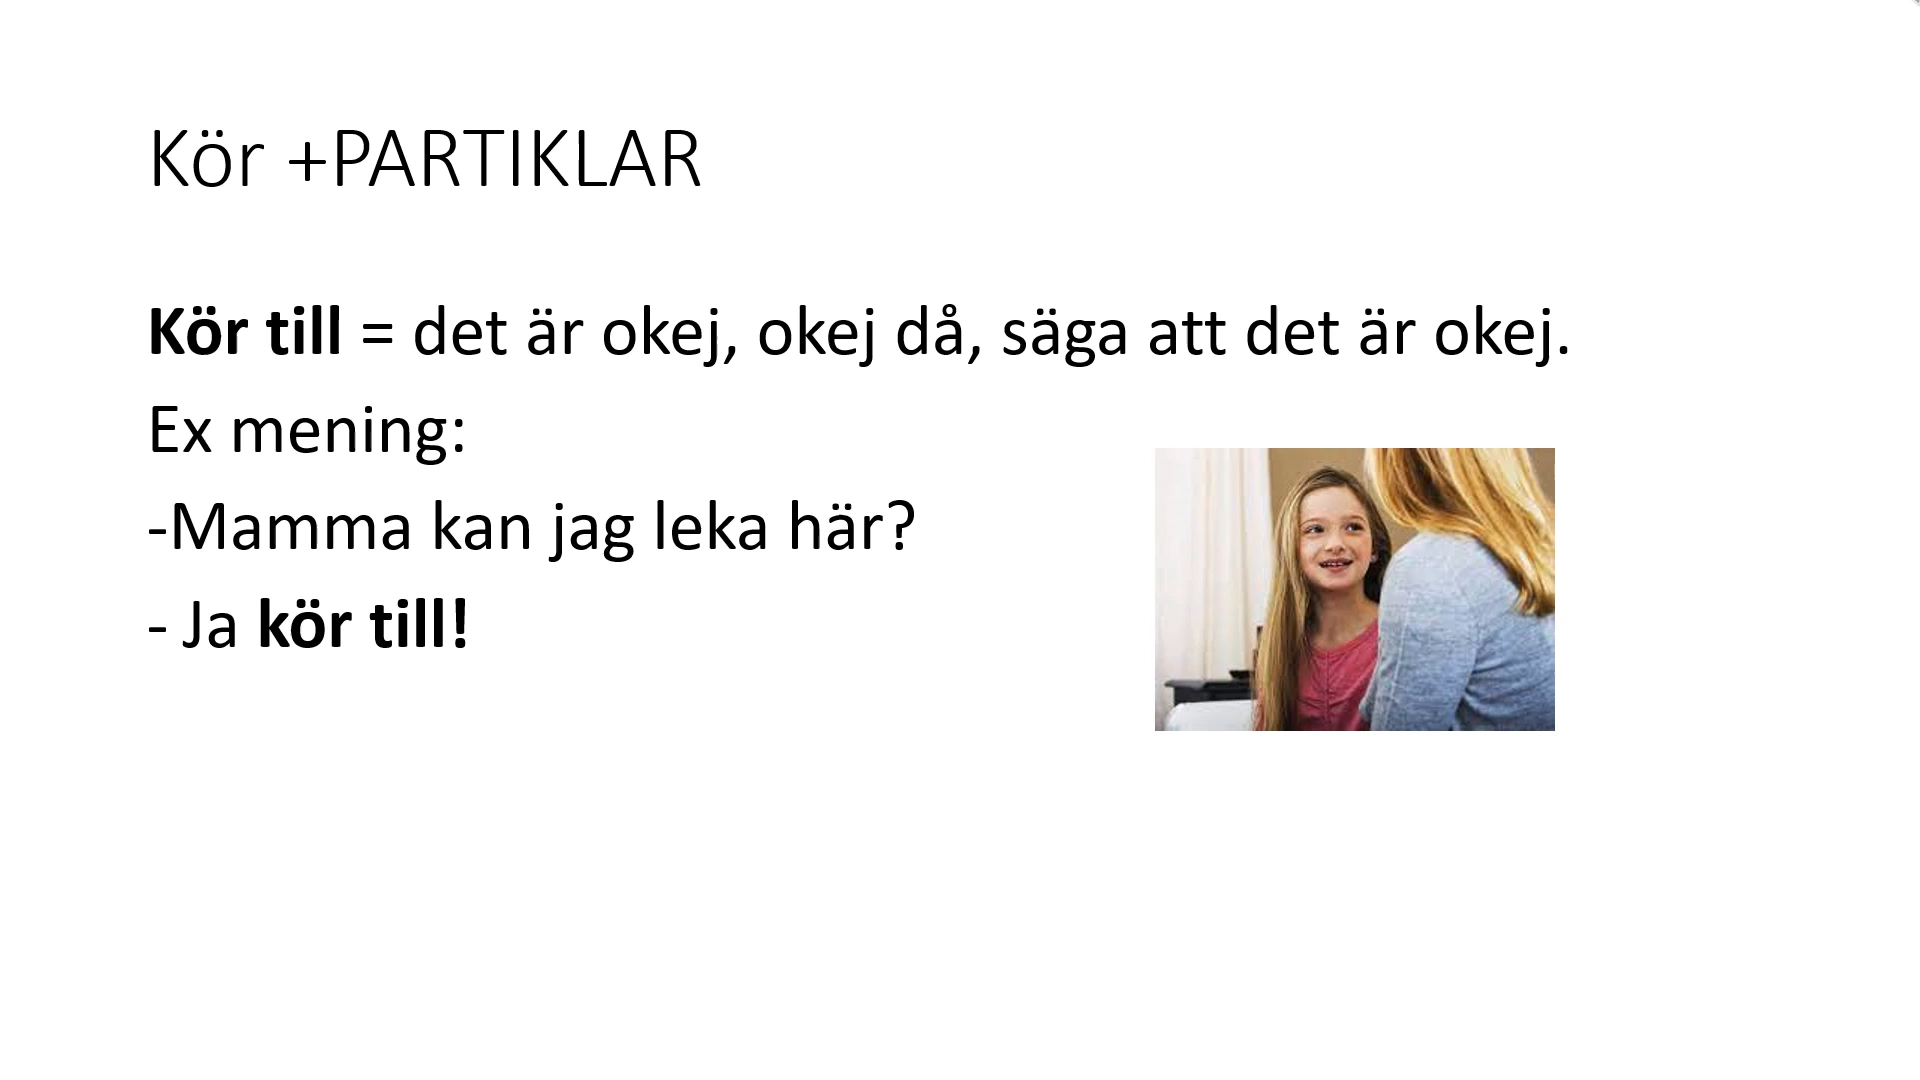 Kör +PARTIKLAR
Kör till = det är okej, okej då, säga att det är okej.
Ex mening:
-Mamma kan jag leka här?
- Ja kör till!